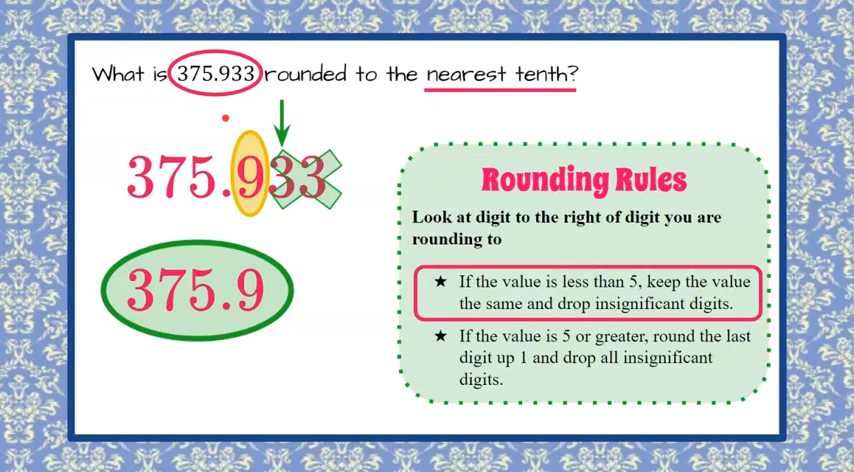 What is 375.933 rounded to the nearest tenth?
375.933
375.9
Rounding Rules
Look at digit to the right of digit you are
rounding to
★ If the value is less than 5, keep the value
the same and drop insignificant digits.
★ If the value is 5 or greater, round the last
digit up 1 and drop all insignificant
digits.